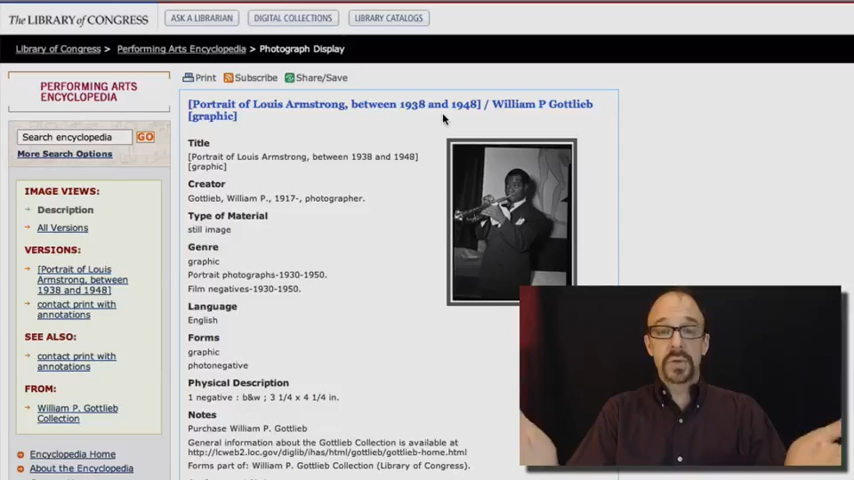 The LIBRARY of CONGRESS
ASK A LIBRARIAN
DIGITAL COLLECTIONS
LIBRARY CATALOGS
Library of Congress > Performing Arts Encyclopedia > Photograph Display
PERFORMING ARTS
ENCYCLOPEDIA
Search encyclopedia GO
More Search Options
IMAGE VIEWS:
Description
All Versions
VERSIONS:
[Portrait of Louis
Armstrong, between
1938 and 1948]
contact print with
annotations
SEE ALSO:
contact print with
annotations
FROM:
William P. Gottlieb
Collection
Encyclopedia Home
About the Encyclopedia
Print Subscribe Share/Save
[Portrait of Louis Armstrong, between 1938 and 1948] / William P Gottlieb
[graphic]
Title
[Portrait of Louis Armstrong, between 1938 and 1948]
[graphic]
Creator
Gottlieb, William P., 1917-, photographer.
Type of Material
still image
Genre
graphic
Portrait photographs-1930-1950.
Film negatives-1930-1950.
Language
English
Forms
graphic
photonegative
Physical Description
1 negative : b&w ; 3 1/4 x 4 1/4 in.
Notes
Purchase William P. Gottlieb
General information about the Gottlieb Collection is available at
http://lcweb2.loc.gov/diglib/ihas/html/gottlieb/gottlieb-home.html
Forms part of: William P. Gottlieb Collection (Library of Congress).